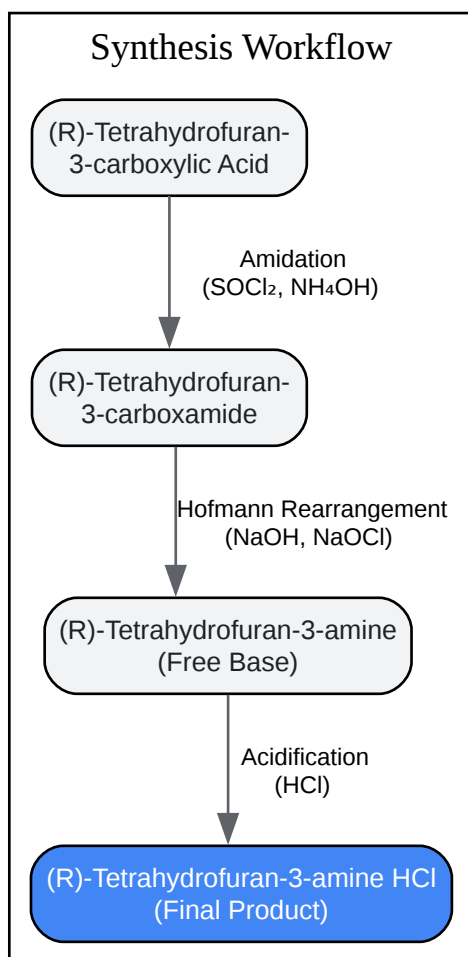 Synthesis Workflow
(R)-Tetrahydrofuran-
3-carboxylic Acid
Amidation
(SOCl₂, NH₄OH)
(R)-Tetrahydrofuran-
3-carboxamide
Hofmann Rearrangement
(NaOH, NaOCl)
(R)-Tetrahydrofuran-3-amine
(Free Base)
Acidification
(HCl)
(R)-Tetrahydrofuran-3-amine HCl
(Final Product)